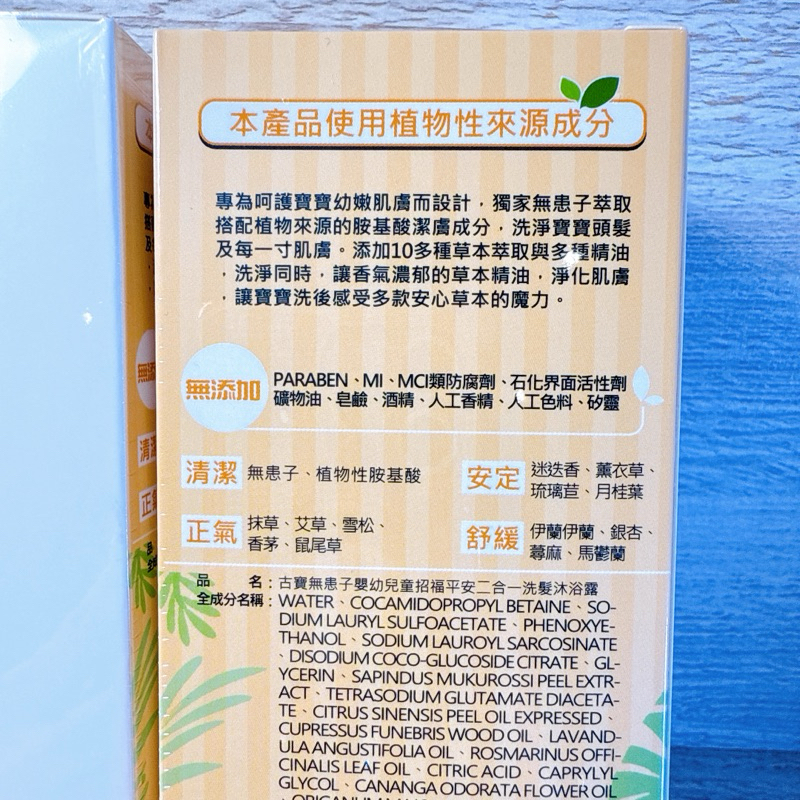 本產品使用植物性來源成分
專為呵護寶寶幼嫩肌膚而設計，獨家無患子萃取
搭配植物來源的胺基酸潔膚成分，洗淨寶寶頭髮
及每一寸肌膚。添加10多種草本萃取與多種精油
，洗淨同時，讓香氣濃郁的草本精油，淨化肌膚
，讓寶寶洗後感受多款安心草本的魔力。
無添加
PARABEN、MI、MCI類防腐劑、石化界面活性劑
礦物油、皂鹼、酒精、人工香精、人工色料、矽靈
清潔 無患子、植物性胺基酸
安定 迷迭香、薰衣草、
琉璃苣、月桂葉
正氣 抹草、艾草、雪松、
香茅、鼠尾草
舒緩 伊蘭伊蘭、銀杏、
蕁麻、馬鬱蘭
品 名：古寶無患子嬰幼兒童招福平安二合一洗髮沐浴露
全成分名稱：WATER、COCAMIDOPROPYL BETAINE、SO-
DIUM LAURYL SULFOACETATE、PHENOXYE-
THANOL、SODIUM LAUROYL SARCOSINATE
、DISODIUM COCO-GLUCOSIDE CITRATE、GL-
YCERIN、SAPINDUS MUKUROSSI PEEL EXTR-
ACT、TETRASODIUM GLUTAMATE DIACETA-
TE、CITRUS SINENSIS PEEL OIL EXPRESSED、
CUPRESSUS FUNEBRIS WOOD OIL、LAVAND-
ULA ANGUSTIFOLIA OIL、ROSMARINUS OFFI-
CINALIS LEAF OIL、CITRIC ACID、CAPRYLYL
GLYCOL、CANANGA ODORATA FLOWER OIL